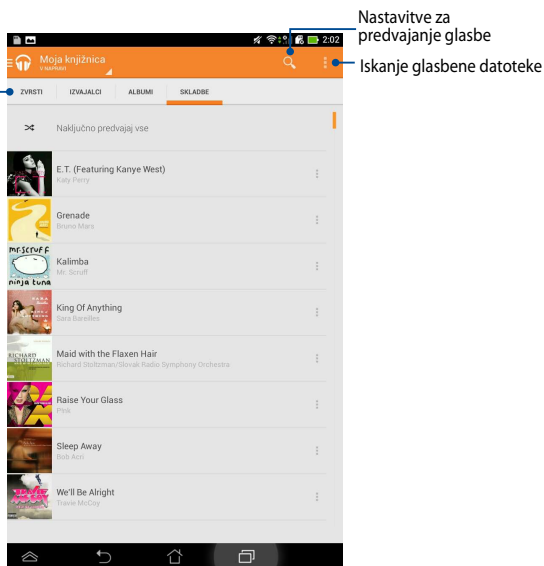 Nastavitve za
predvajanje glasbe
Iskanje glasbene datoteke
2:02
Moja knjižnica
V NAPRAVI
ZVRSTI IZVAJALCI ALBUMI SKLADBE
Naključno predvajaj vse
E.T. (Featuring Kanye West)
Katy Perry
Grenade
Bruno Mars
mr.scruff
ninja tuna
Kalimba
Mr. Scruff
King Of Anything
Sara Bareilles
RICHARD
STOLTZMAN
Maid with the Flaxen Hair
Richard Stoltzman/Slovak Radio Symphony Orchestra
Raise Your Glass
P!nk
Sleep Away
Bob Acri
TRAVIE
MCCOY
We'll Be Alright
Travie McCoy